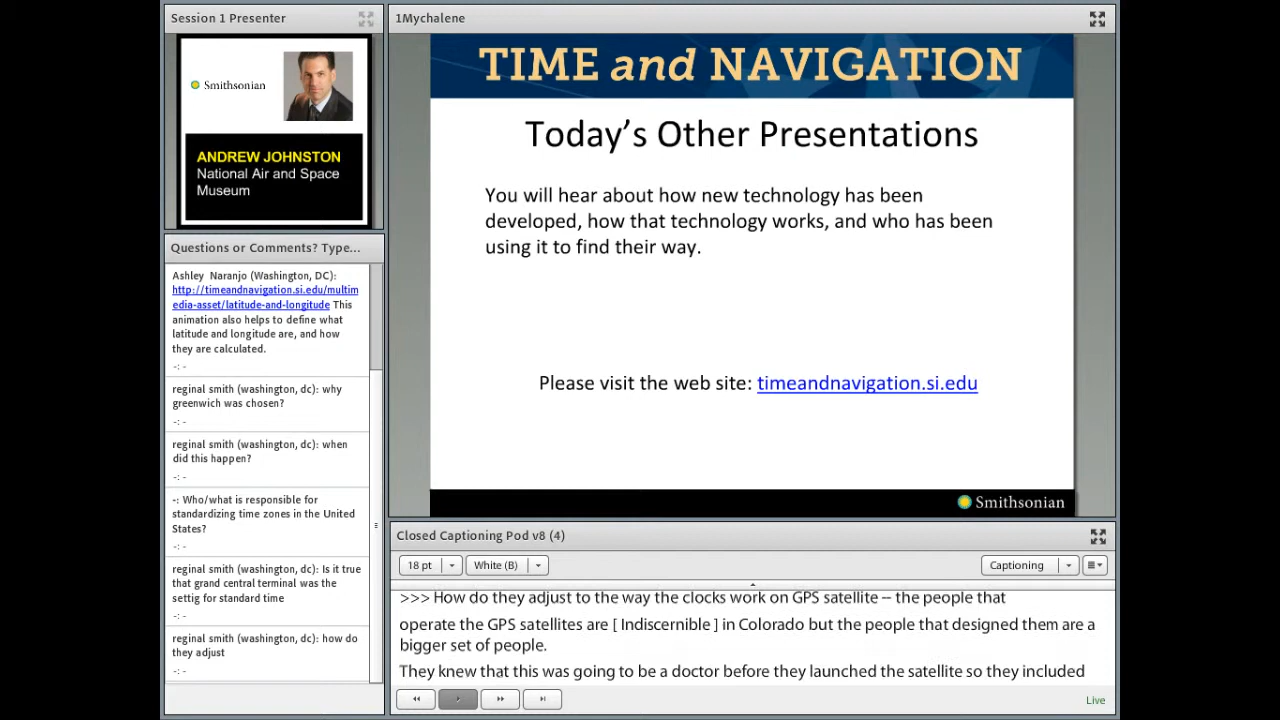 Session 1 Presenter
Smithsonian
ANDREW JOHNSTON
National Air and Space
Museum
Questions or Comments? Type...
Ashley Naranjo (Washington, DC):
http://timeandnavigation.si.edu/multim
edia-asset/latitude-and-longitude This
animation also helps to define what
latitude and longitude are, and how
they are calculated.
-: -
reginal smith (washington, dc): why
greenwich was chosen?
-: -
reginal smith (washington, dc): when
did this happen?
-: -
-: Who/what is responsible for
standardizing time zones in the United
States?
-: -
reginal smith (washington, dc): Is it true
that grand central terminal was the
settig for standard time
-: -
reginal smith (washington, dc): how do
they adjust
-: -
1Mychalene
TIME and NAVIGATION
Today's Other Presentations
You will hear about how new technology has been
developed, how that technology works, and who has been
using it to find their way.
Please visit the web site: timeandnavigation.si.edu
Smithsonian
Closed Captioning Pod v8 (4)
18 pt White (B) Captioning
>>> How do they adjust to the way the clocks work on GPS satellite -- the people that
operate the GPS satellites are [ Indiscernible ] in Colorado but the people that designed them are a
bigger set of people.
They knew that this was going to be a doctor before they launched the satellite so they included
Live